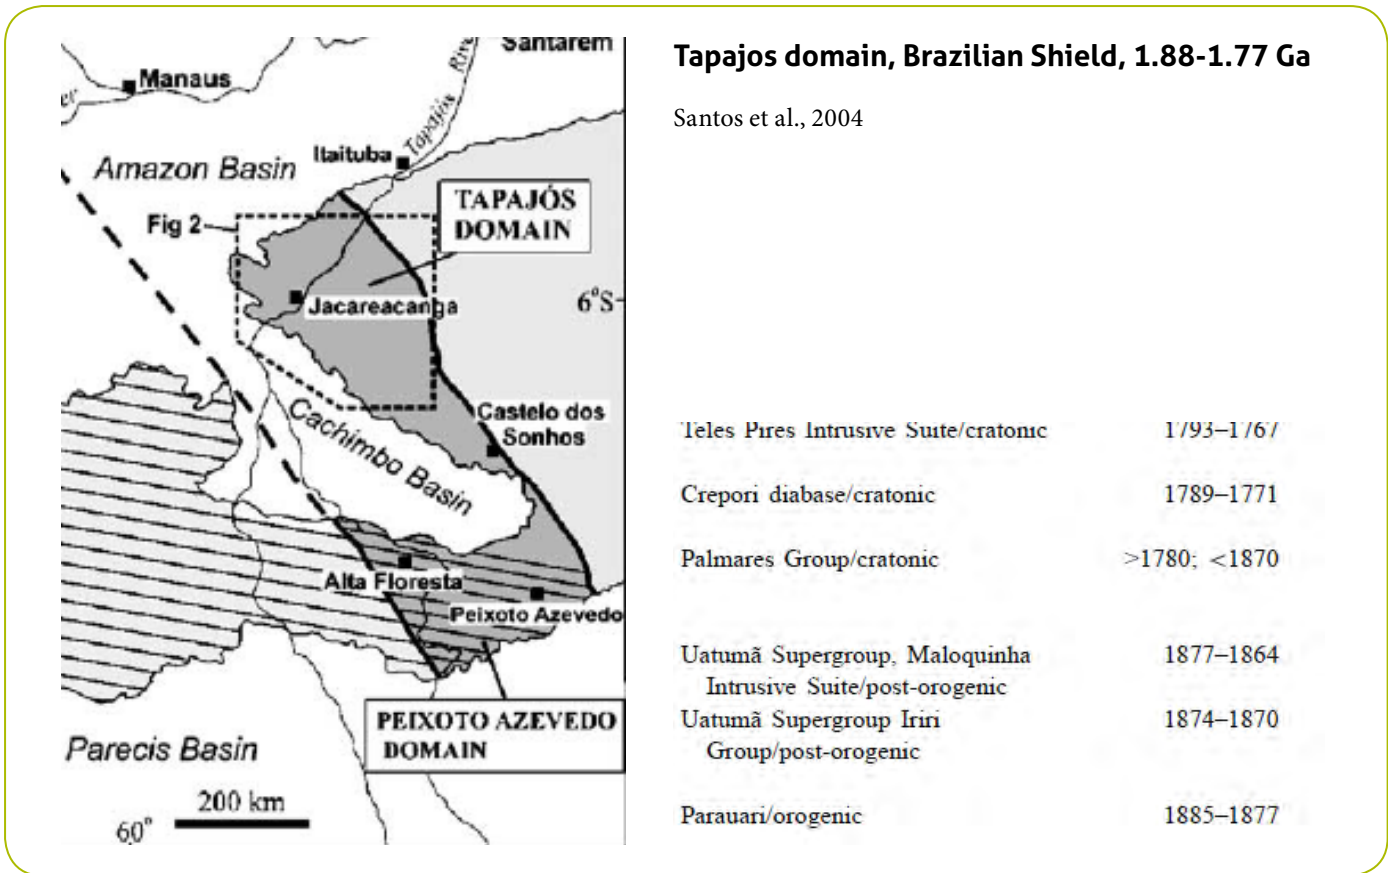 Santarem
Manaus
River
Tapajós
er
Itaituba
Amazon Basin
TAPAJÓS
DOMAIN
Fig 2
Jacareacanga
6°S
Castelo dos
Sonhos
Cachimbo Basin
Alta Floresta
Peixoto Azevedo
PEIXOTO AZEVEDO
DOMAIN
Parecis Basin
200 km
60°
Tapajos domain, Brazilian Shield, 1.88-1.77 Ga
Santos et al., 2004
Teles Pires Intrusive Suite/cratonic 1793–1767
Crepori diabase/cratonic 1789–1771
Palmares Group/cratonic >1780; <1870
Uatumã Supergroup, Maloquinha 1877–1864
Intrusive Suite/post-orogenic
Uatumã Supergroup Iriri 1874–1870
Group/post-orogenic
Parauari/orogenic 1885–1877